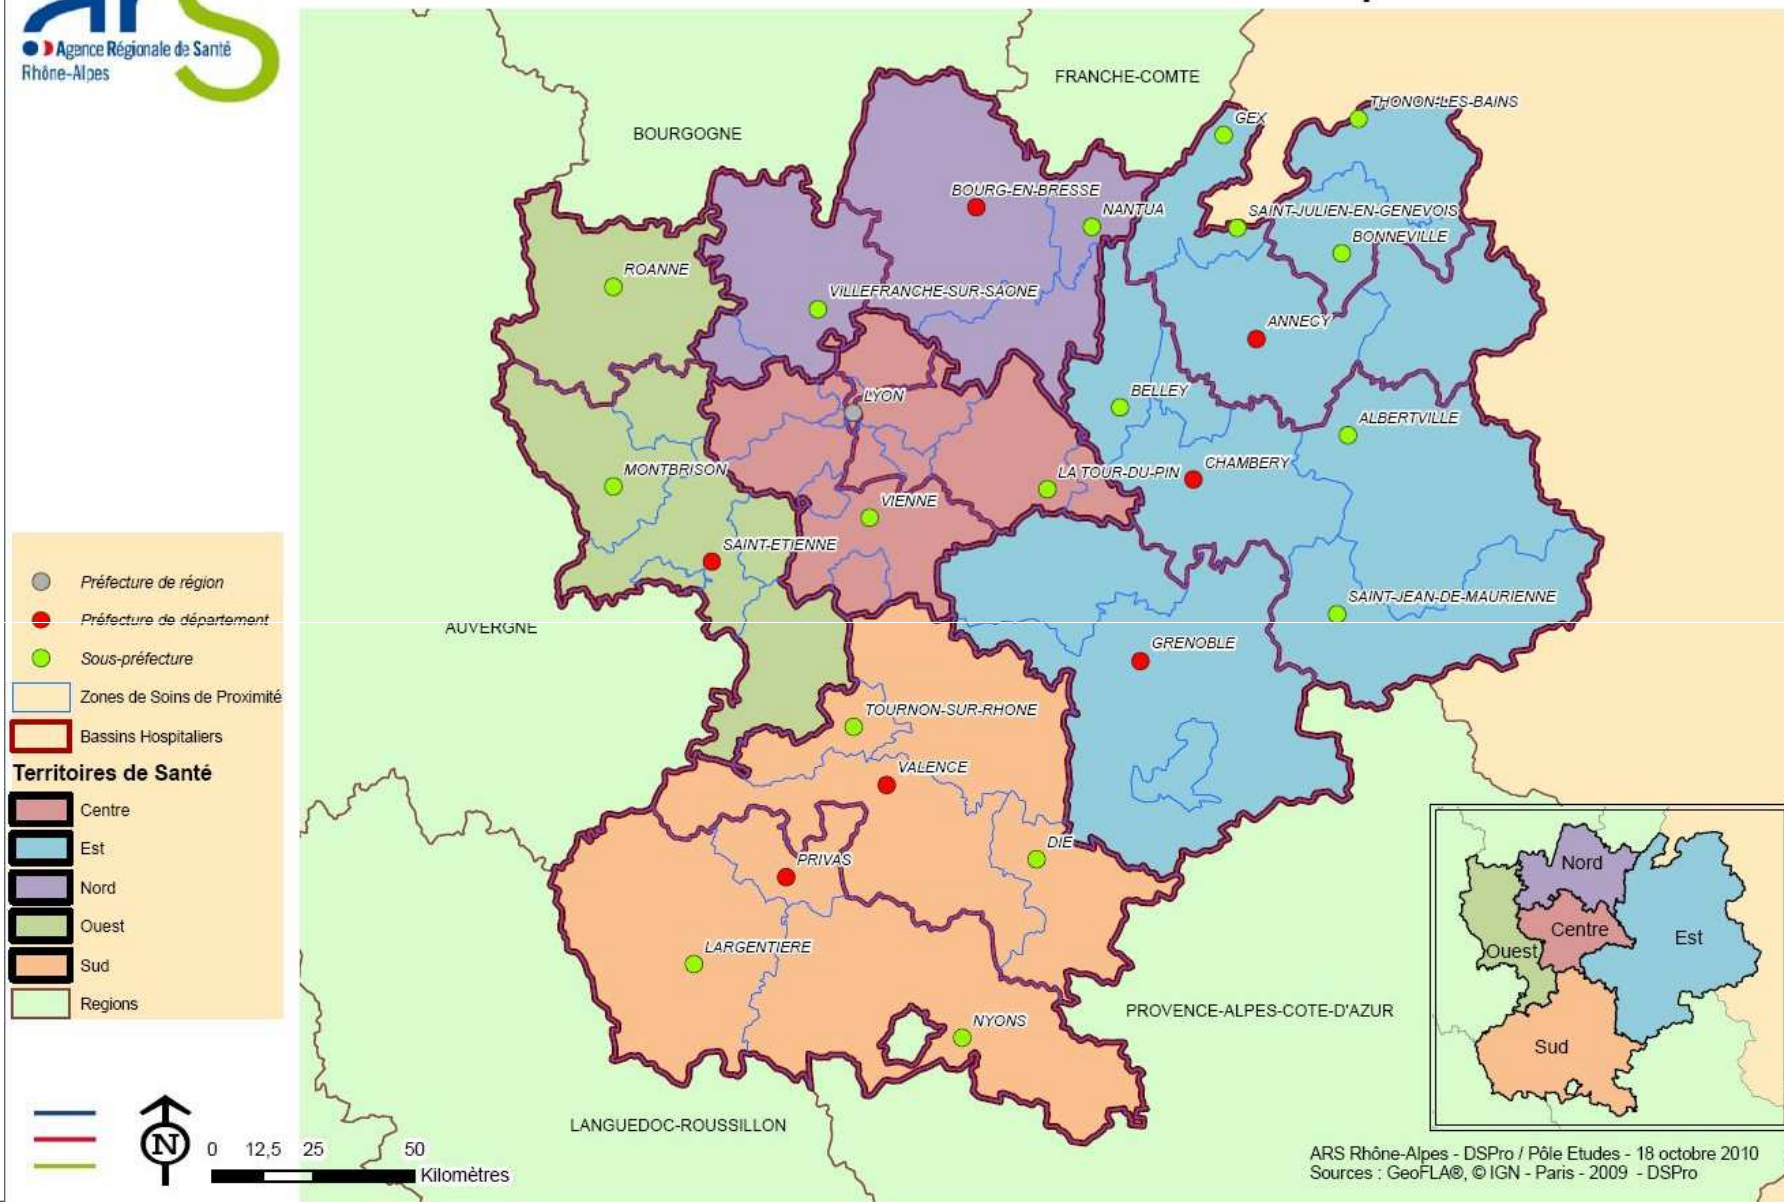 ars
Agence Régionale de Santé
Rhône-Alpes
FRANCHE-COMTE
BOURGOGNE
GEX
THONON-LES-BAINS
BOURG-EN-BRESSE
NANTUA
SAINT-JULIEN-EN-GENEVOIS
BONNEVILLE
ROANNE
VILLEFRANCHE-SUR-SAONE
ANNECY
LYON
BELLEY
ALBERTVILLE
MONTBRISON
LA TOUR-DU-PIN
CHAMBERY
VIENNE
SAINT-ETIENNE
SAINT-JEAN-DE-MAURIENNE
AUVERGNE
GRENOBLE
TOURNON-SUR-RHONE
VALENCE
DIE
PRIVAS
LARGENTIERE
NYONS
PROVENCE-ALPES-COTE-D'AZUR
LANGUEDOC-ROUSSILLON
Préfecture de région
Préfecture de département
Sous-préfecture
Zones de Soins de Proximité
Bassins Hospitaliers
Territoires de Santé
Centre
Est
Nord
Ouest
Sud
Regions
Nord
Centre
Est
Ouest
Sud
N
0 12,5 25 50
Kilomètres
ARS Rhône-Alpes - DSPro / Pôle Etudes - 18 octobre 2010
Sources : GeoFLA®, © IGN - Paris - 2009 - DSPro